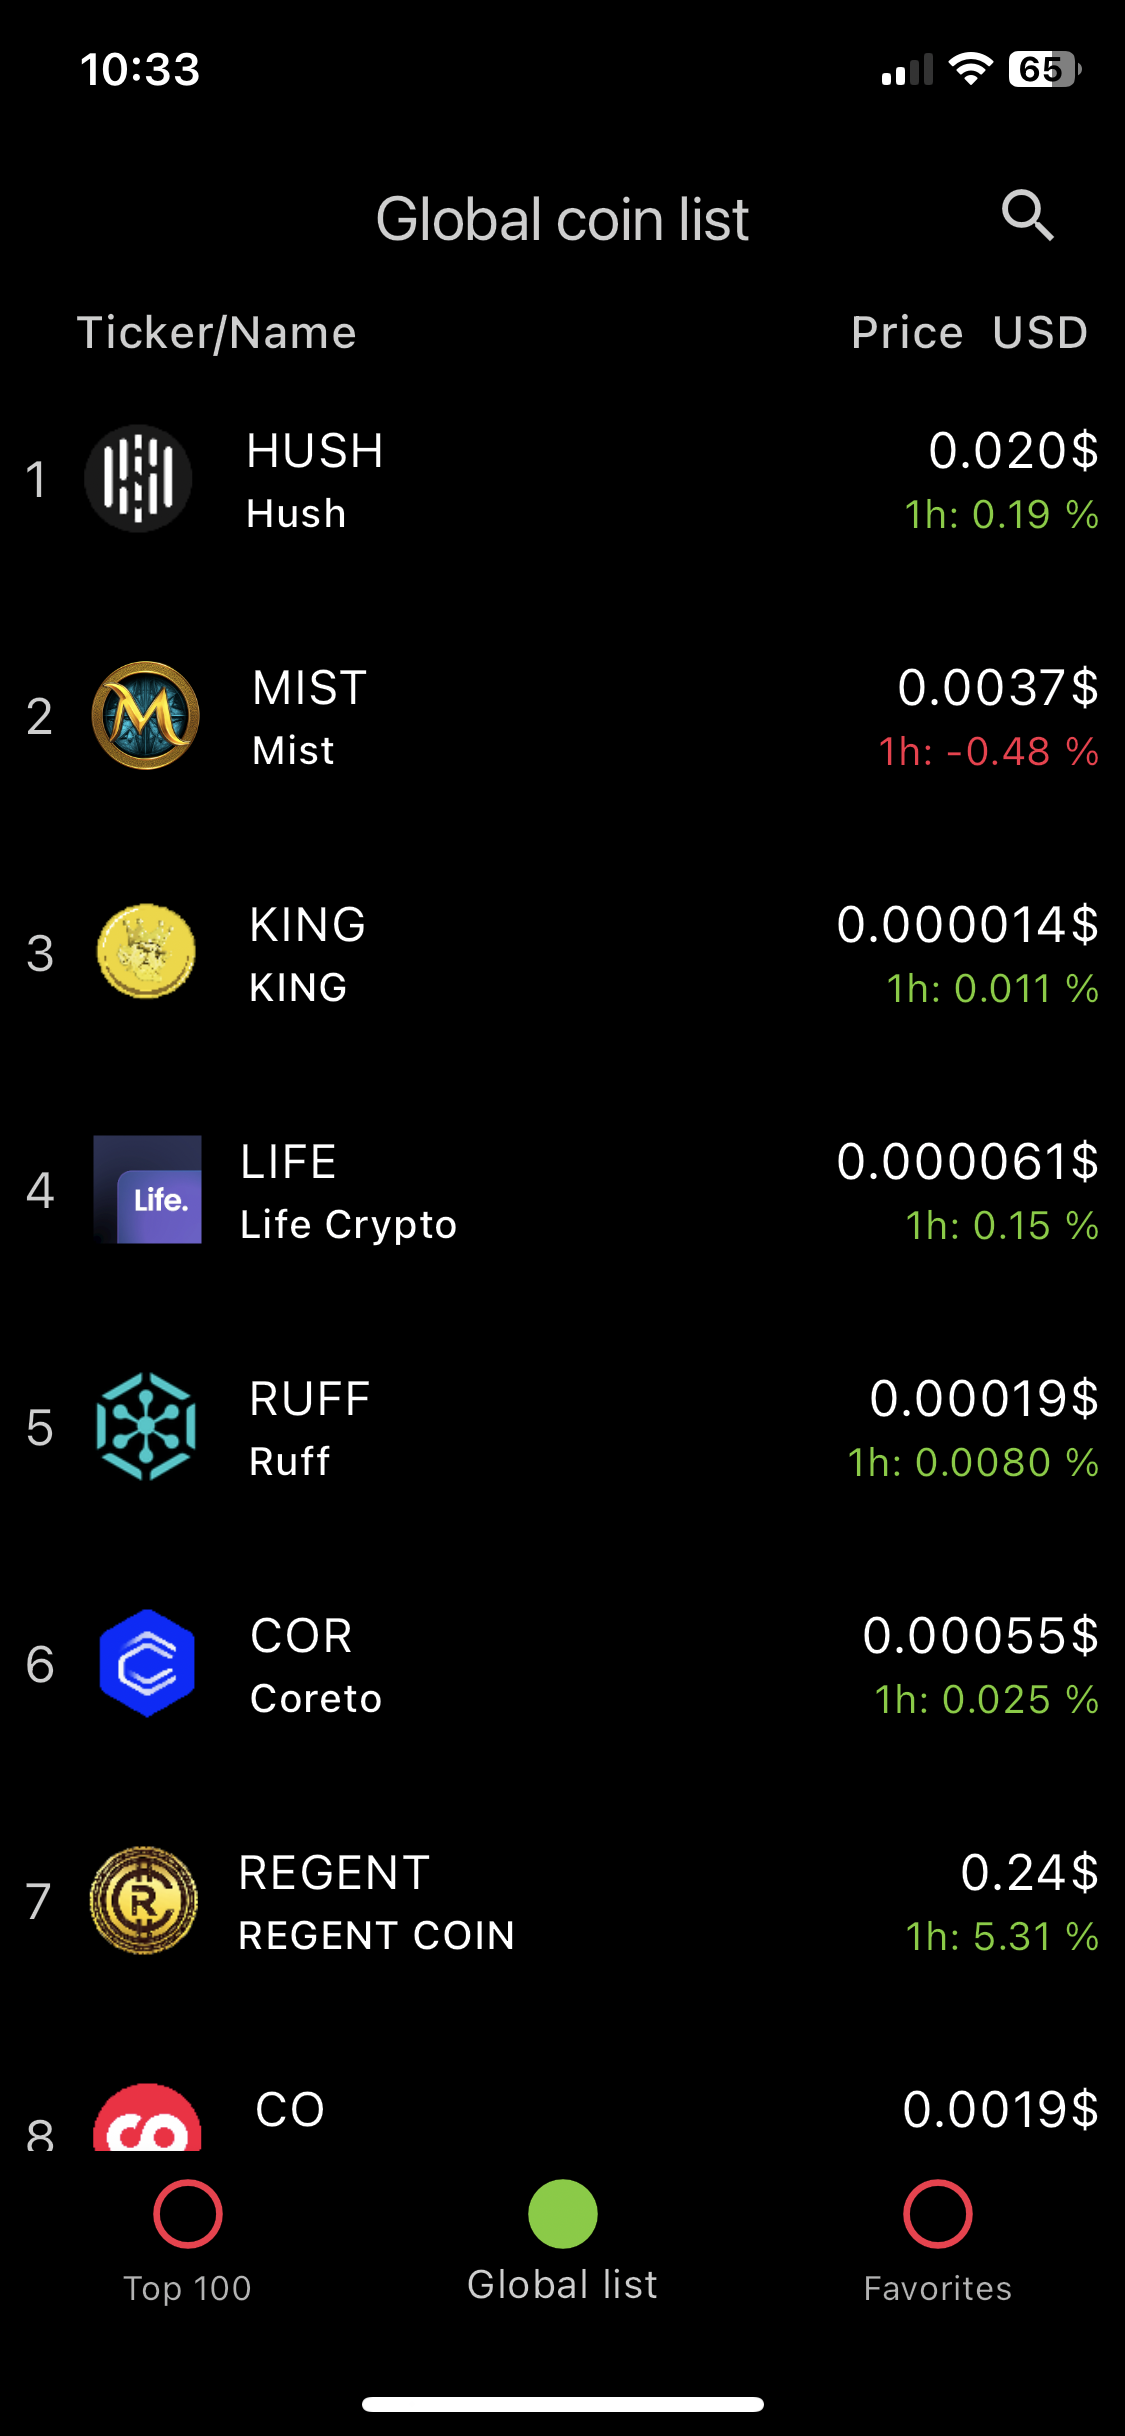 10:33
65
Global coin list
Ticker/Name Price USD
1
HUSH 0.020$
Hush 1h: 0.19 %
2
MIST 0.0037$
Mist 1h: -0.48 %
3
KING 0.000014$
KING 1h: 0.011 %
4
Life.
LIFE 0.000061$
Life Crypto 1h: 0.15 %
5
RUFF 0.00019$
Ruff 1h: 0.0080 %
6
COR 0.00055$
Coreto 1h: 0.025 %
7
REGENT 0.24$
REGENT COIN 1h: 5.31 %
8
CO 0.0019$
Top 100 Global list Favorites